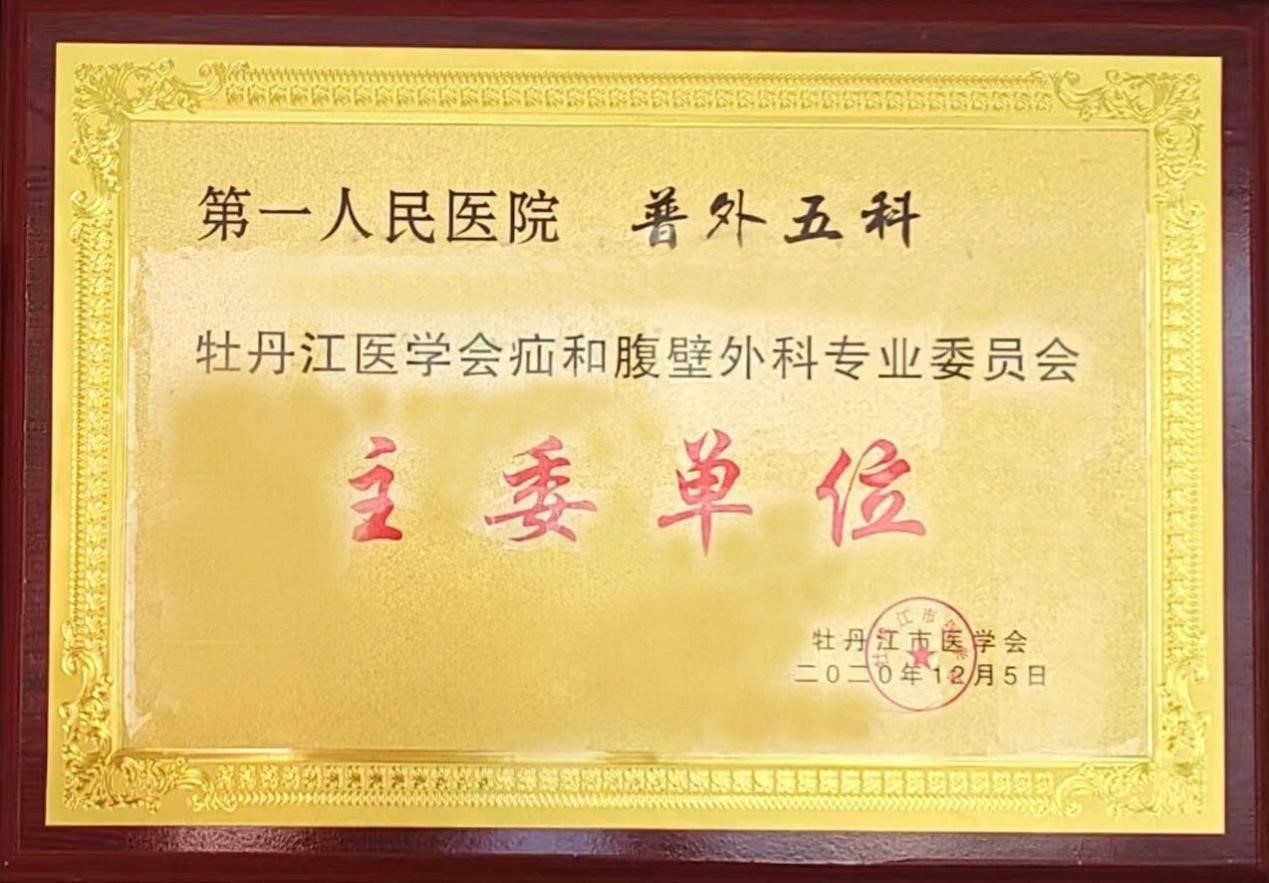 第一人民医院 普外五科
牡丹江医学会疝和腹壁外科专业委员会
主委单位
牡丹江市医学会
二0二0年12月5日